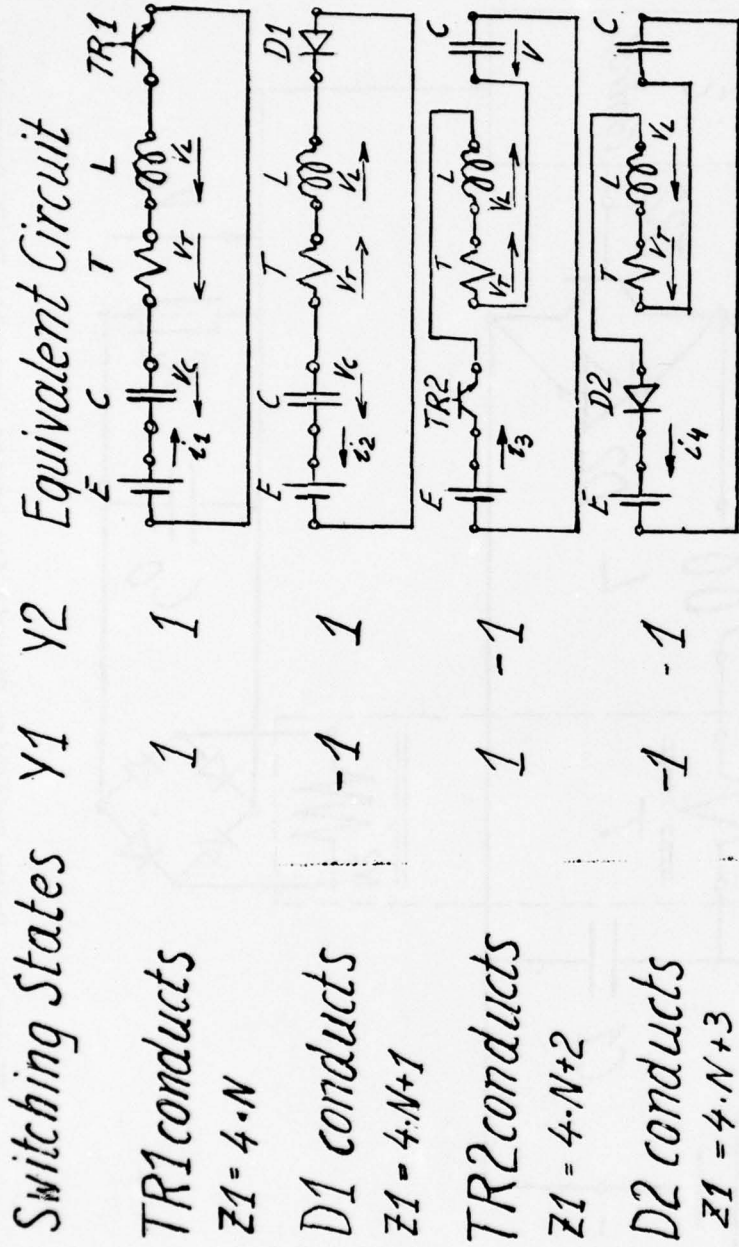 Switching States Y1 Y2 Equivalent Circuit
TR1 conducts 1 1
Z1 = 4·N
E C T L TR1
i1 Vc VT VL
D1 conducts -1 1
Z1 = 4·N+1
E C T L D1
i2 Vc VT VL
TR2 conducts 1 -1
Z1 = 4·N+2
E TR2 T L C
i3 VT VL V
D2 conducts -1 -1
Z1 = 4·N+3
E D2 T L C
i4 VT VL